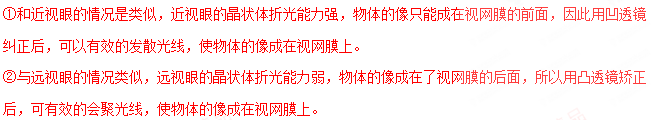 ①和近视眼的情况是类似，近视眼的晶状体折光能力强，物体的像只能成在视网膜的前面，因此用凹透镜
纠正后，可以有效的发散光线，使物体的像成在视网膜上。
②与远视眼的情况类似，远视眼的晶状体折光能力弱，物体的像成在了视网膜的后面，所以用凸透镜矫正
后，可有效的会聚光线，使物体的像成在视网膜上。